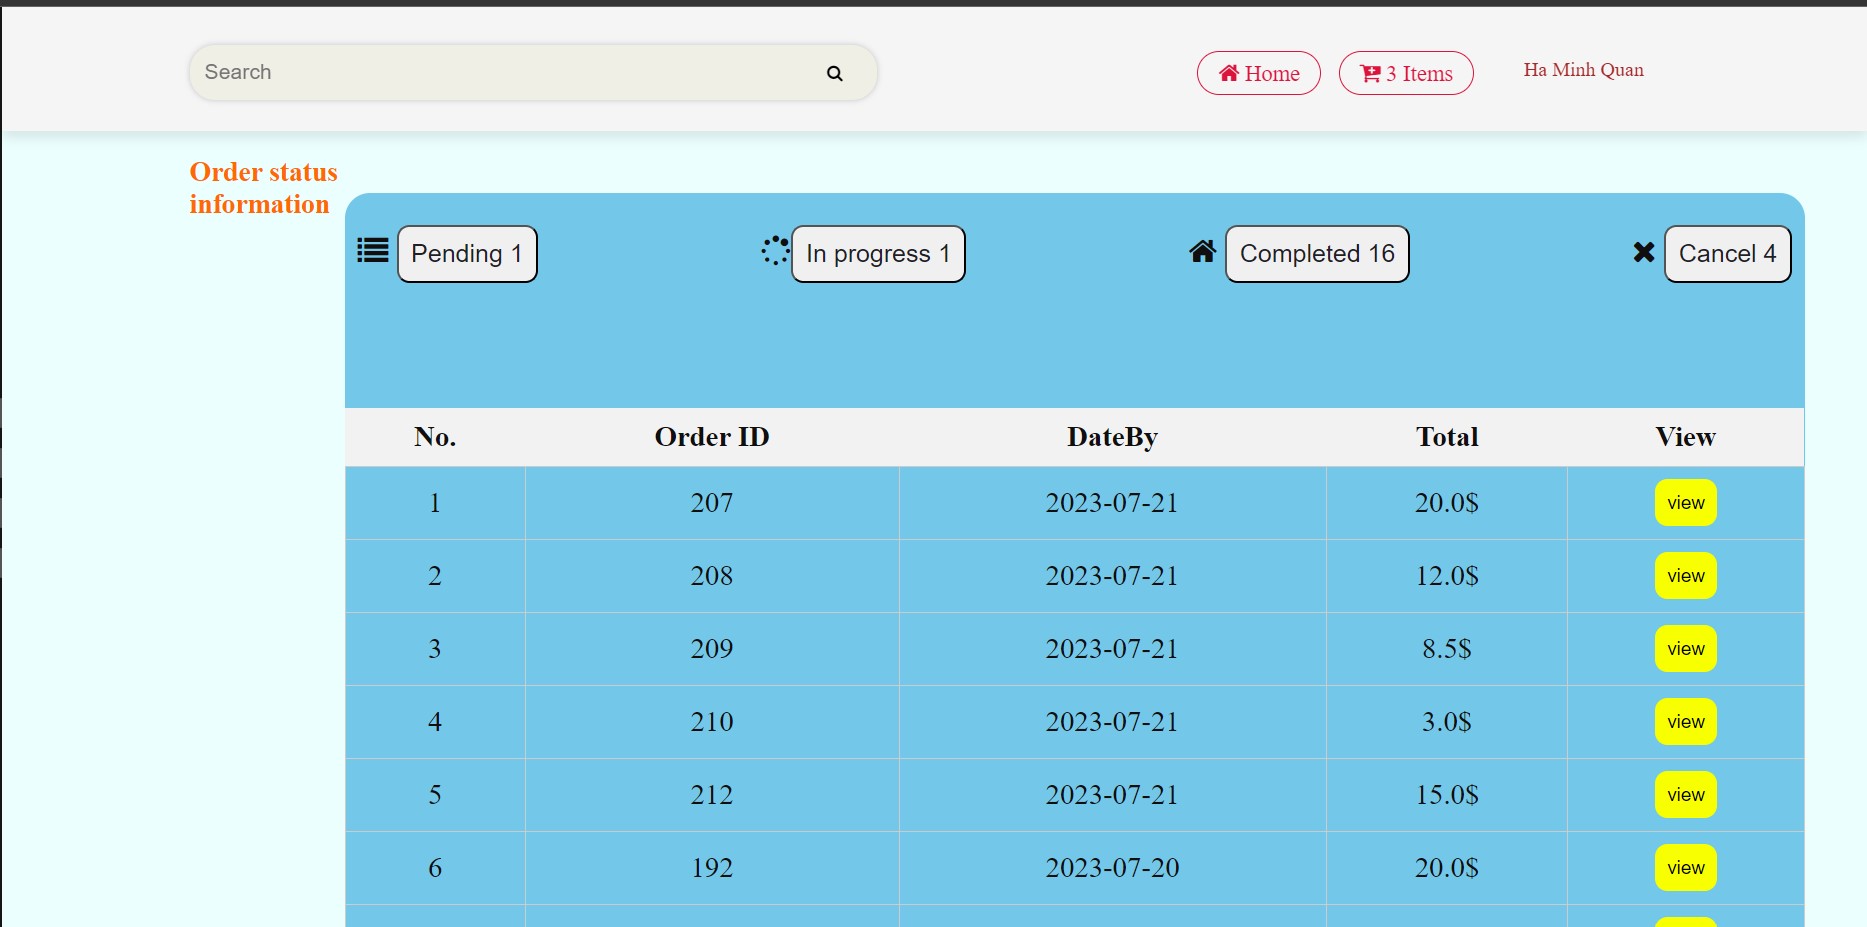 Search
Home
3 Items
Ha Minh Quan
Order status
information
Pending 1
In progress 1
Completed 16
Cancel 4
No. Order ID DateBy Total View
1 207 2023-07-21 20.0$ view
2 208 2023-07-21 12.0$ view
3 209 2023-07-21 8.5$ view
4 210 2023-07-21 3.0$ view
5 212 2023-07-21 15.0$ view
6 192 2023-07-20 20.0$ view